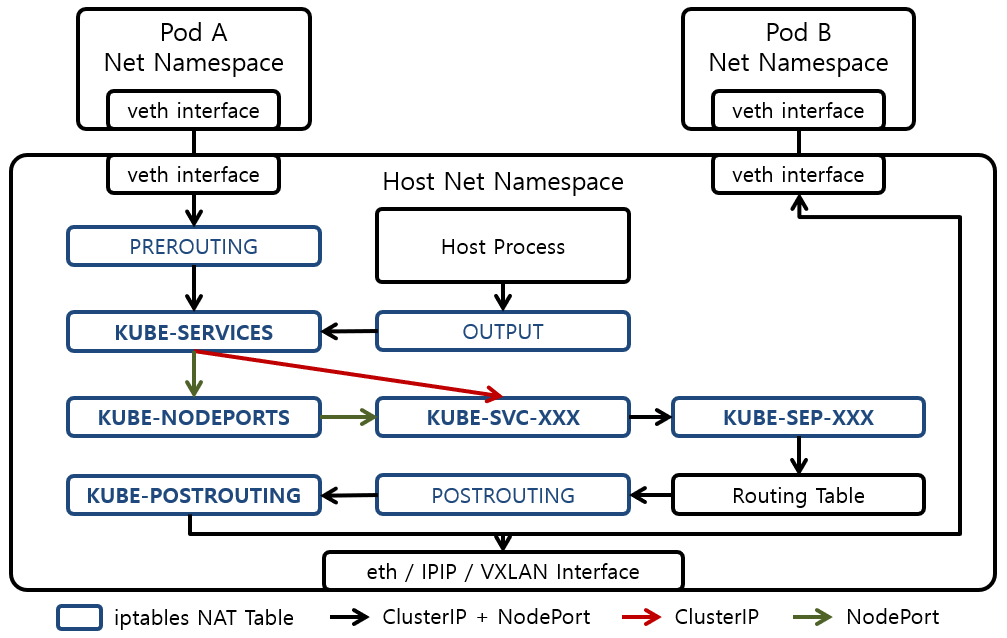 Pod A
Net Namespace
veth interface
Pod B
Net Namespace
veth interface
veth interface
Host Net Namespace
veth interface
PREROUTING
Host Process
KUBE-SERVICES
OUTPUT
KUBE-NODEPORTS
KUBE-SVC-XXX
KUBE-SEP-XXX
KUBE-POSTROUTING
POSTROUTING
Routing Table
eth / IPIP / VXLAN Interface
iptables NAT Table
ClusterIP + NodePort
ClusterIP
NodePort